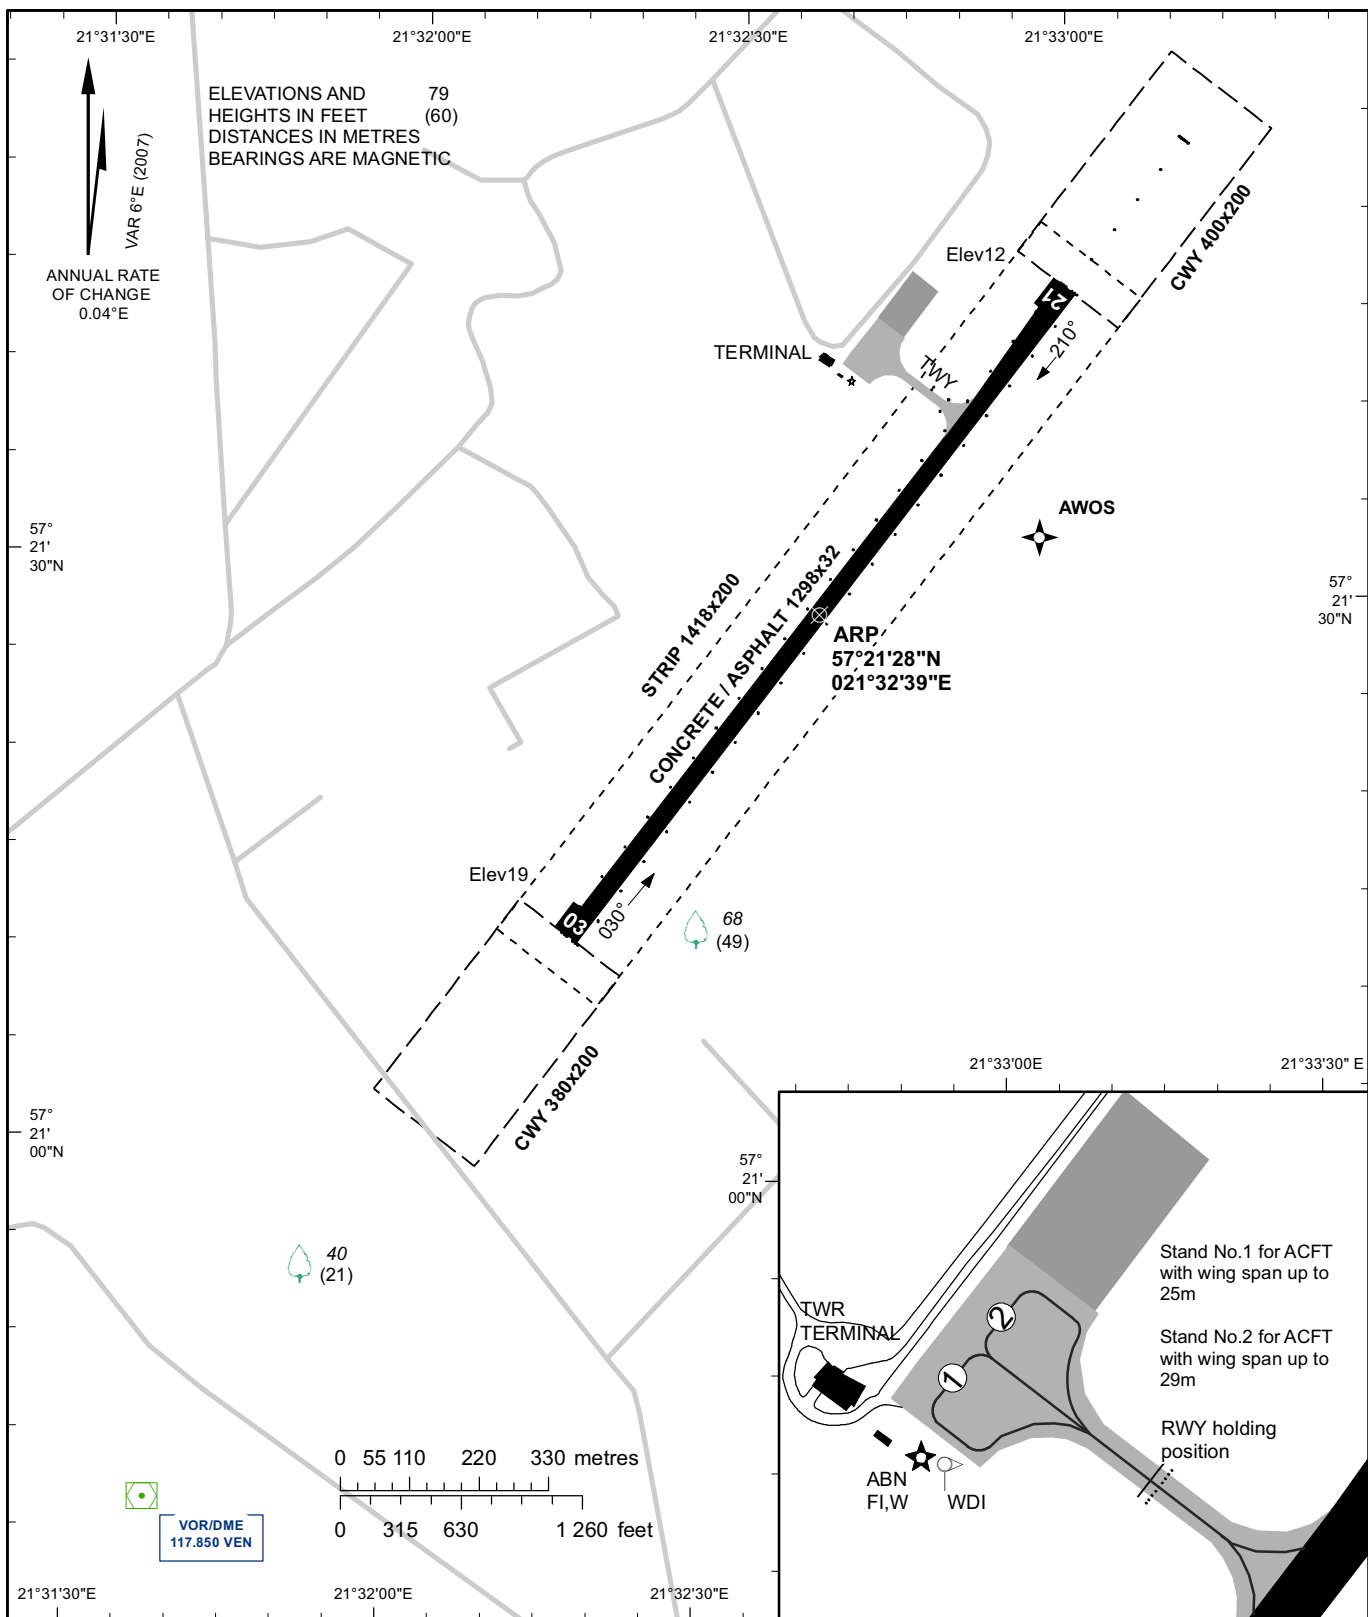 21°31'30"E
21°32'00"E
21°32'30"E
21°33'00"E
ELEVATIONS AND 79
HEIGHTS IN FEET (60)
DISTANCES IN METRES
BEARINGS ARE MAGNETIC
VAR 6°E (2007)
ANNUAL RATE
OF CHANGE
0.04°E
Elev12
CWY 400x200
21
210°
TERMINAL
TWY
AWOS
57°
21'
30"N
57°
21'
30"N
STRIP 1418x200
CONCRETE / ASPHALT 1298x32
ARP
57°21'28"N
021°32'39"E
Elev19
03
030°
68
(49)
CWY 380x200
57°
21'
00"N
40
(21)
21°33'00E
21°33'30" E
57°
21'
00"N
Stand No.1 for ACFT
with wing span up to
25m
TWR
TERMINAL
2
1
Stand No.2 for ACFT
with wing span up to
29m
RWY holding
position
ABN
FI,W
WDI
0 55 110 220 330 metres
0 315 630 1 260 feet
VOR/DME
117.850 VEN
21°31'30"E
21°32'00"E
21°32'30"E